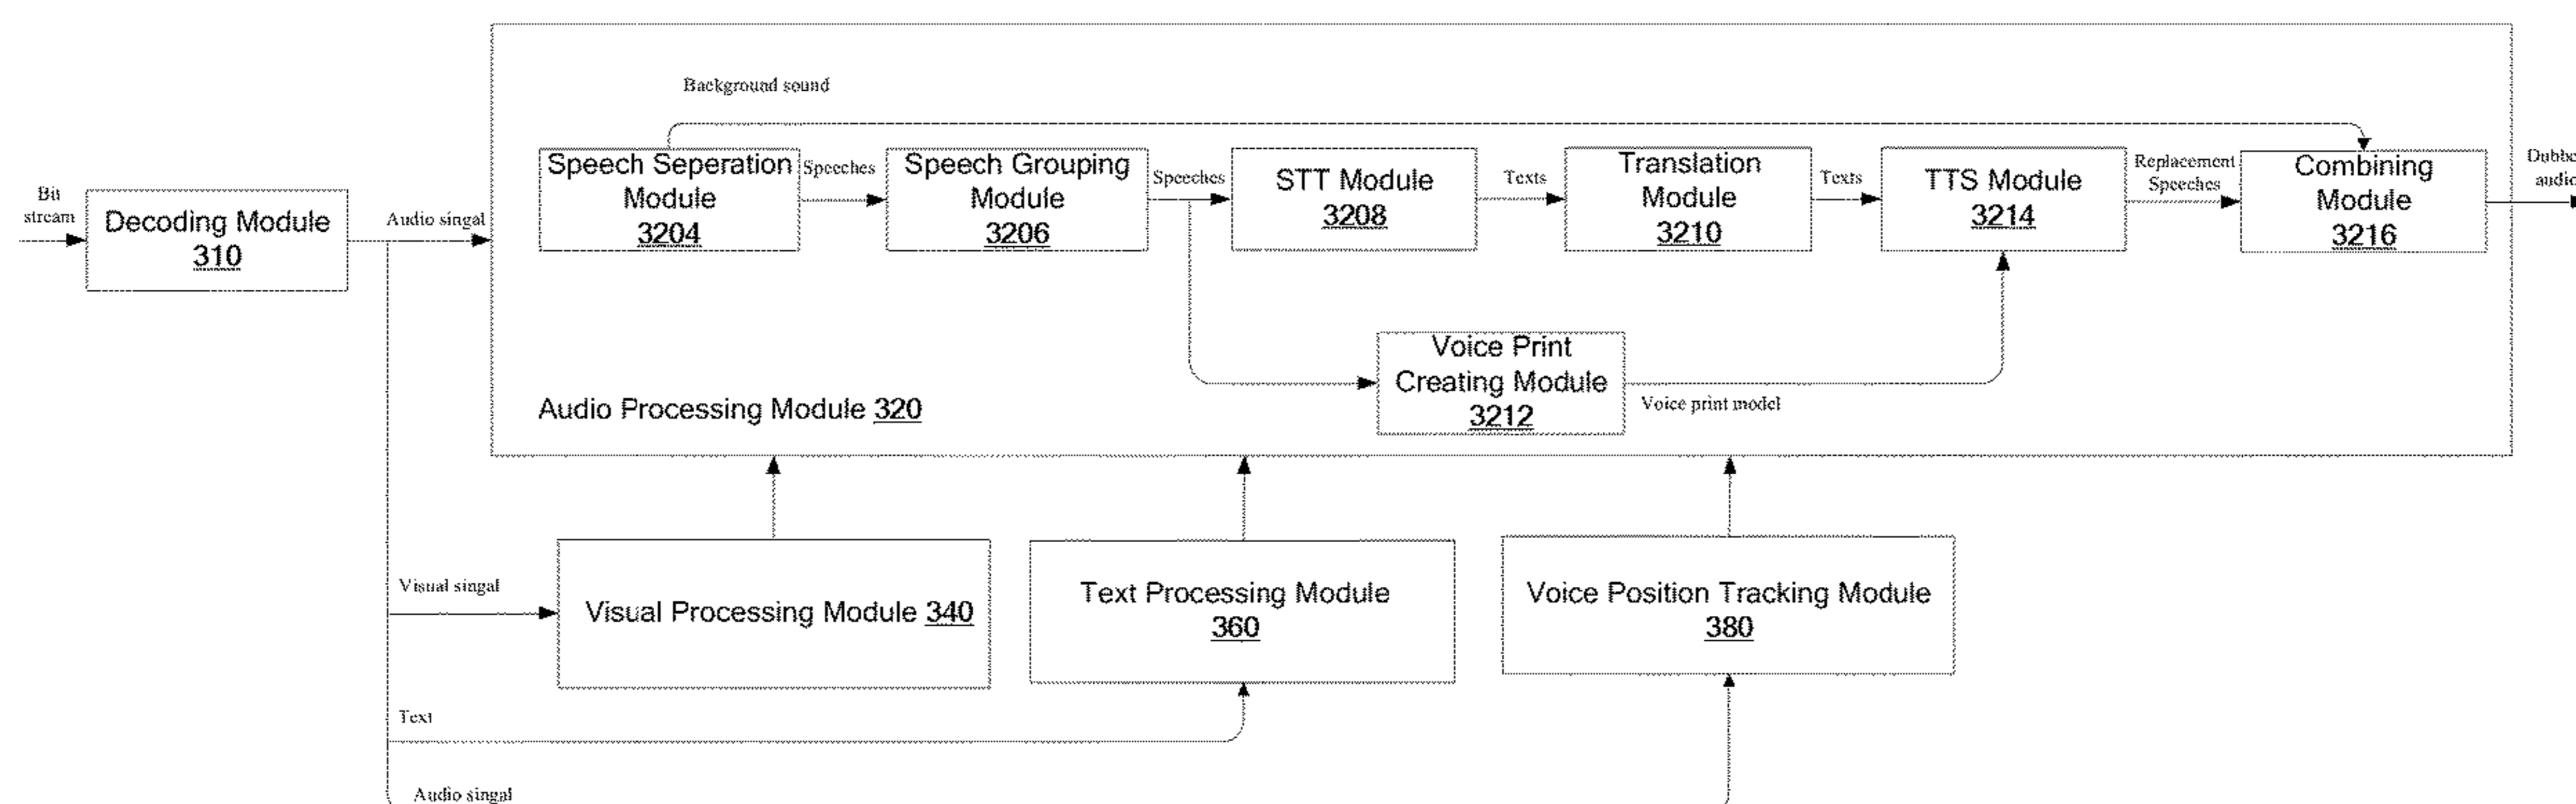 Background sound
Bit
stream
Decoding Module
310
Audio singal
Speech Seperation
Module
3204
Speeches
Speech Grouping
Module
3206
Speeches
STT Module
3208
Texts
Translation
Module
3210
Texts
TTS Module
3214
Replacement
Speeches
Combining
Module
3216
audio
Voice Print
Creating Module
3212
Voice print model
Audio Processing Module 320
Visual singal
Visual Processing Module 340
Text Processing Module
360
Voice Position Tracking Module
380
Text
Audio singal